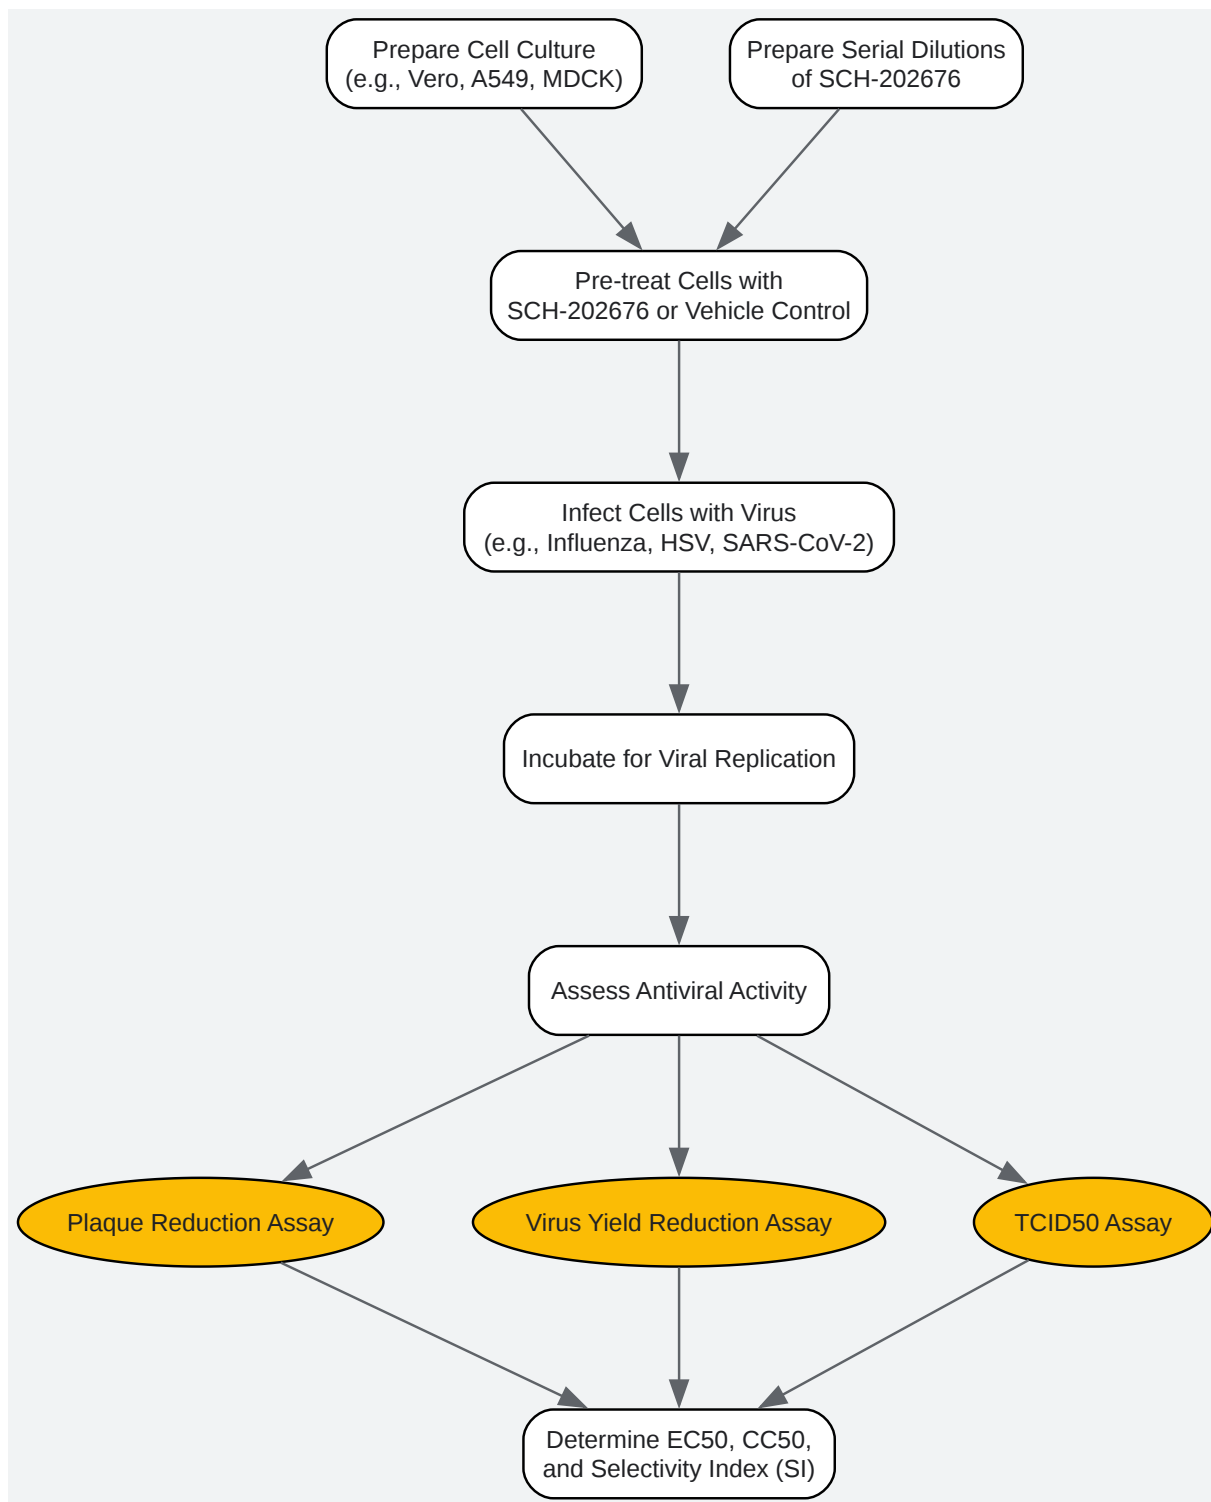 Prepare Cell Culture
(e.g., Vero, A549, MDCK)
Prepare Serial Dilutions
of SCH-202676
Pre-treat Cells with
SCH-202676 or Vehicle Control
Infect Cells with Virus
(e.g., Influenza, HSV, SARS-CoV-2)
Incubate for Viral Replication
Assess Antiviral Activity
Plaque Reduction Assay
Virus Yield Reduction Assay
TCID50 Assay
Determine EC50, CC50,
and Selectivity Index (SI)